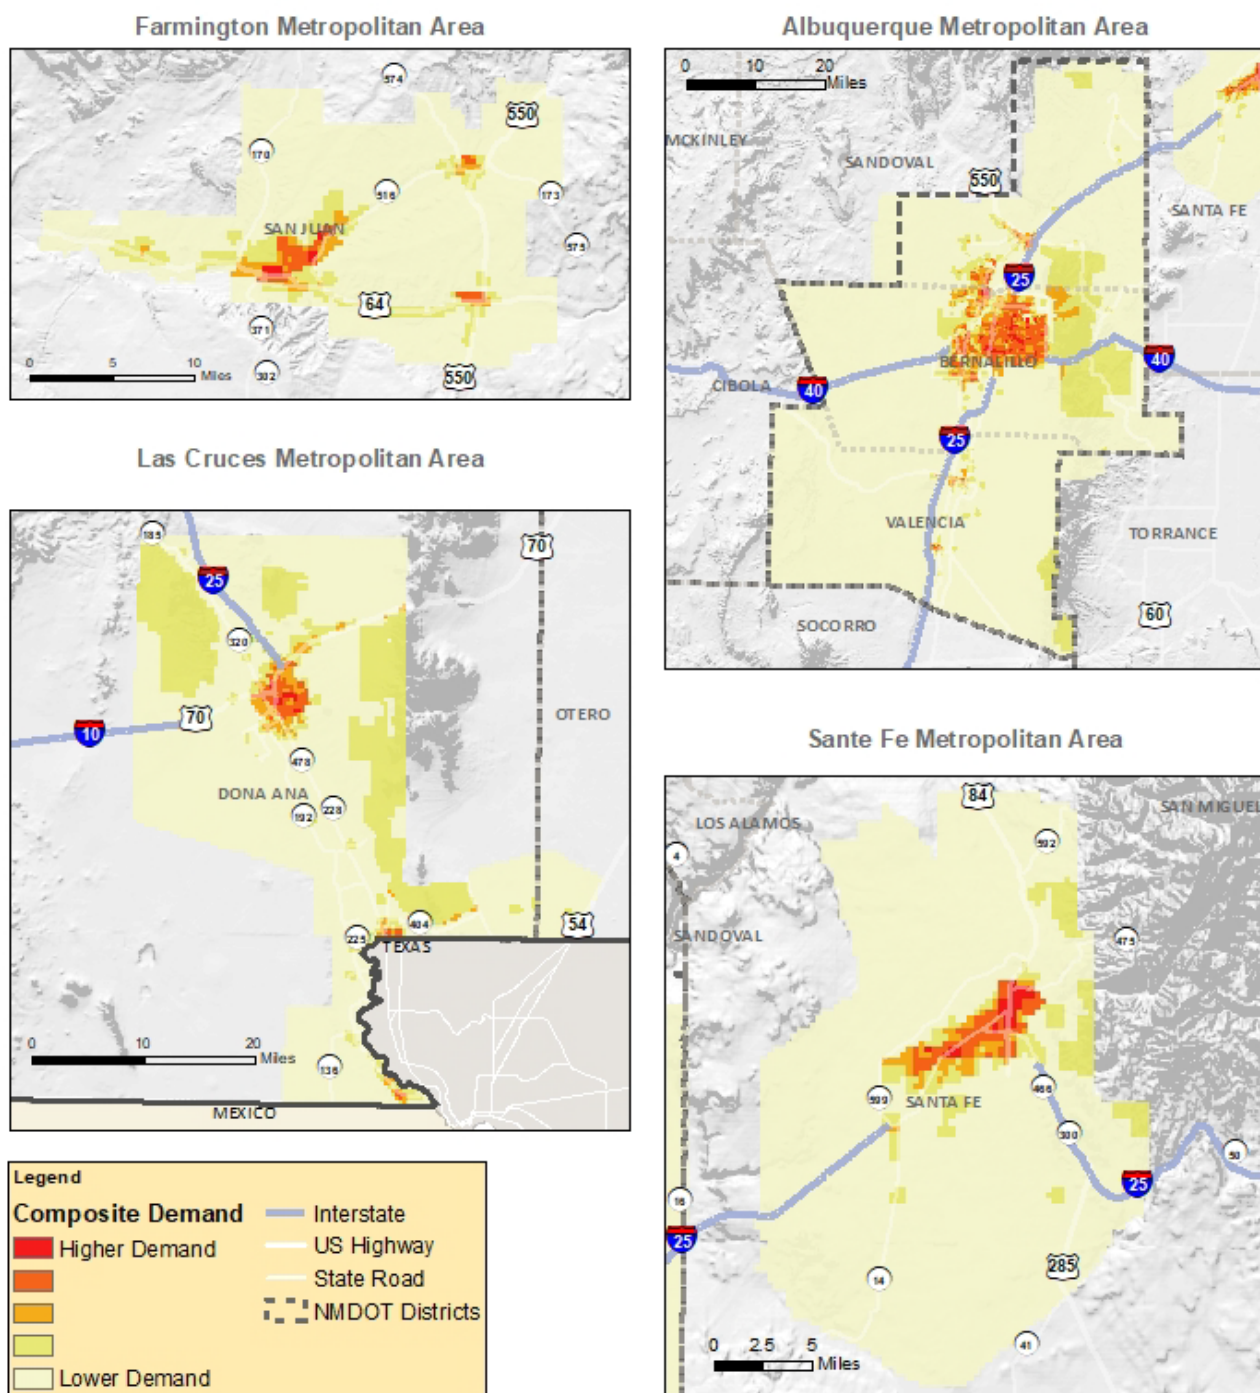 Farmington Metropolitan Area
574
550
170
516
173
SAN JUAN
575
64
371
0 5 10
Miles
302
550
Albuquerque Metropolitan Area
0 10 20
Miles
MCKINLEY
SANDOVAL
550
SANTA FE
25
BERNALILLO
40
CIBOLA
40
25
VALENCIA
TORRANCE
60
SOCORRO
Las Cruces Metropolitan Area
185
70
25
320
70
OTERO
10
478
DONA ANA
228
192
404
54
225
TEXAS
0 10 20
Miles
136
MEXICO
Sante Fe Metropolitan Area
84
SAN MIGUEL
LOS ALAMOS
592
4
SANDOVAL
475
599
SANTA FE
466
300
50
25
16
25
285
14
0 2.5 5
Miles
41
Legend
Composite Demand
Higher Demand
Lower Demand
Interstate
US Highway
State Road
NMDOT Districts